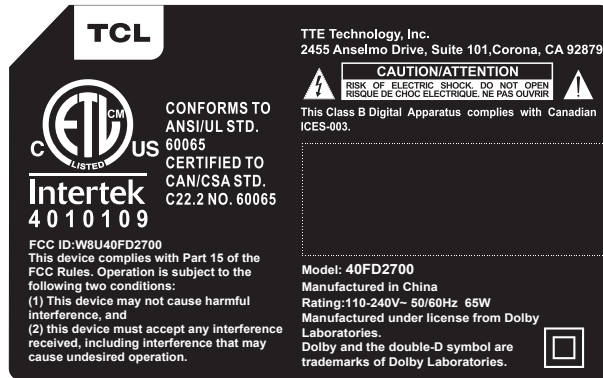 TCL
ETL
CM
C
US
LISTED
Intertek
4010109
CONFORMS TO
ANSI/UL STD.
60065
CERTIFIED TO
CAN/CSA STD.
C22.2 NO. 60065
FCC ID:W8U40FD2700
This device complies with Part 15 of the
FCC Rules. Operation is subject to the
following two conditions:
(1) This device may not cause harmful
interference, and
(2) this device must accept any interference
received, including interference that may
cause undesired operation.
TTE Technology, Inc.
2455 Anselmo Drive, Suite 101,Corona, CA 92879
CAUTION/ATTENTION
RISK OF ELECTRIC SHOCK. DO NOT OPEN
RISQUE DE CHOC ELECTRIQUE. NE PAS OUVRIR
This Class B Digital Apparatus complies with Canadian
ICES-003.
Model: 40FD2700
Manufactured in China
Rating:110-240V~ 50/60Hz 65W
Manufactured under license from Dolby
Laboratories.
Dolby and the double-D symbol are
trademarks of Dolby Laboratories.